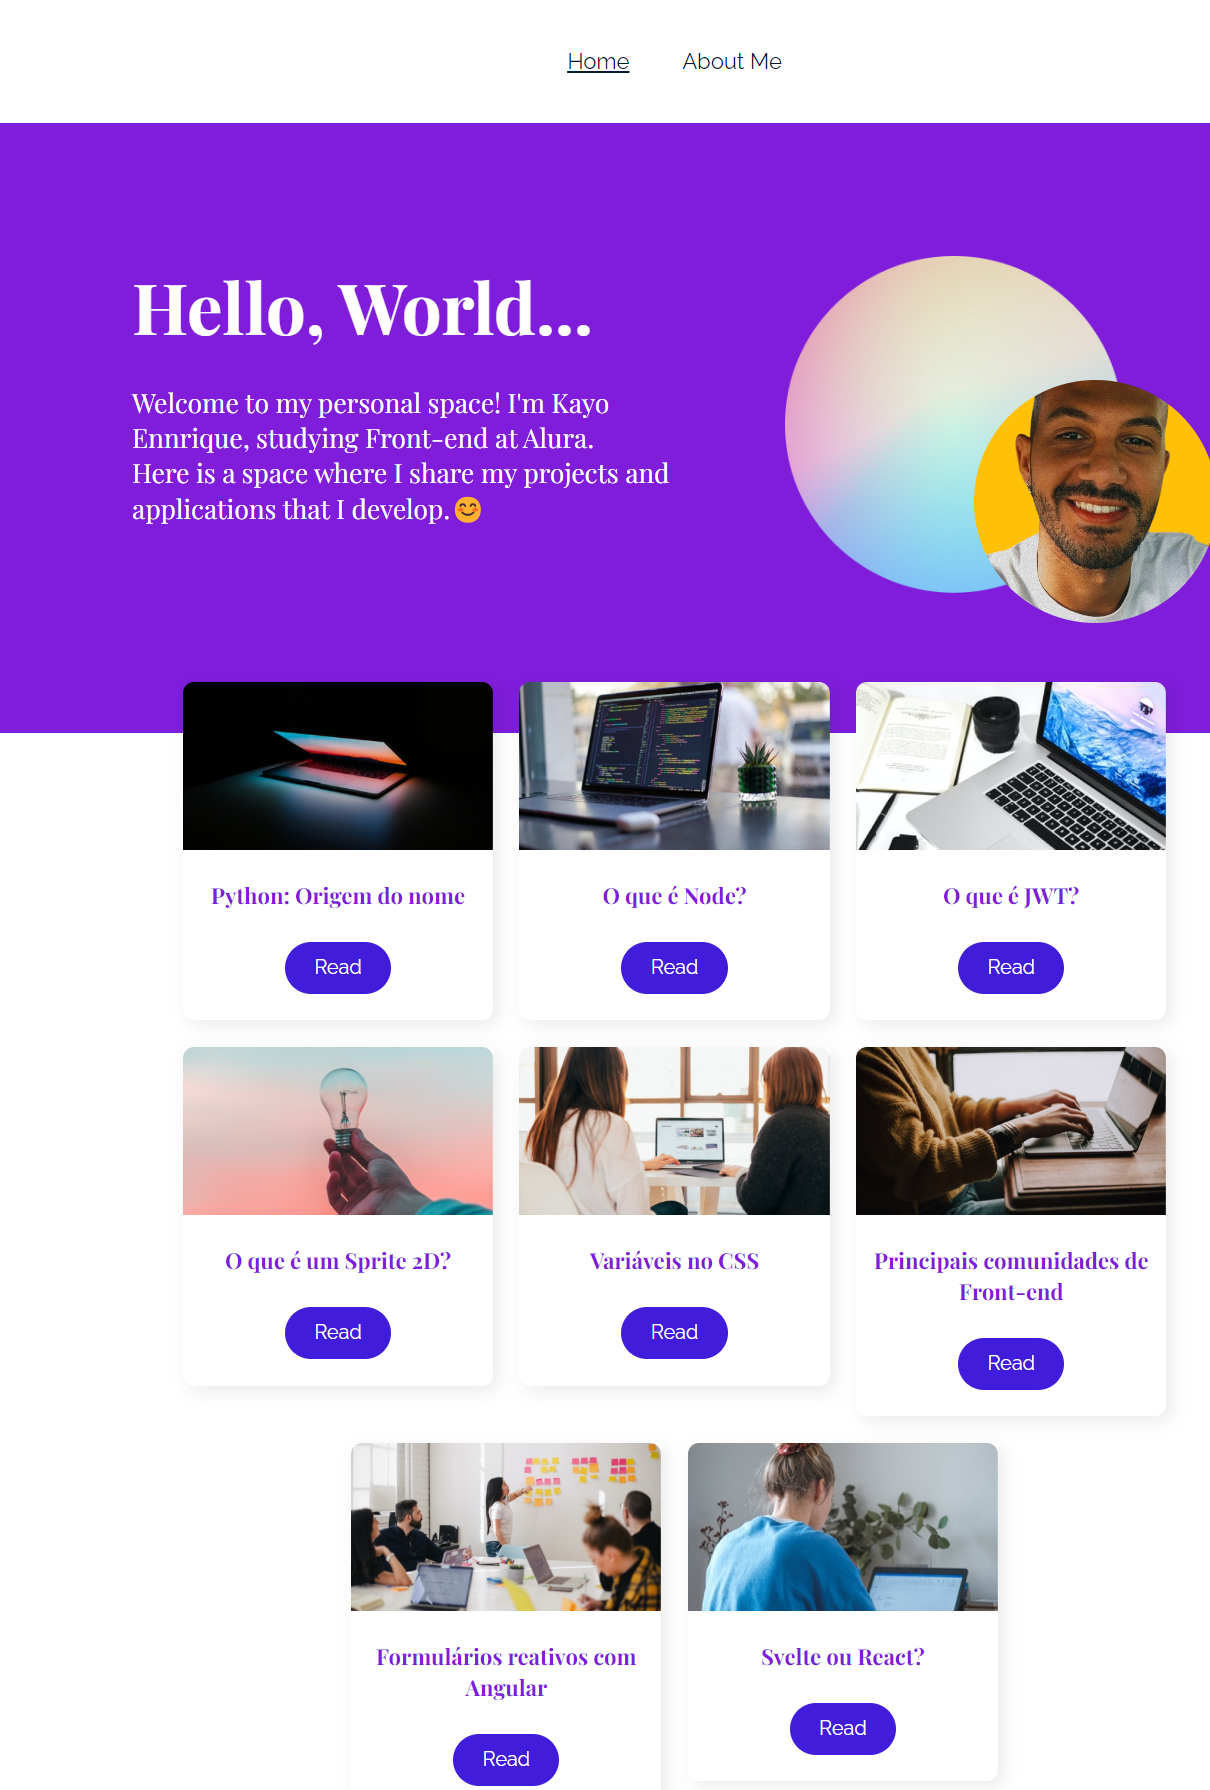 Home About Me
Hello, World...
Welcome to my personal space! I'm Kayo
Ennrique, studying Front-end at Alura.
Here is a space where I share my projects and
applications that I develop. 😊
Python: Origem do nome
Read
O que é Node?
Read
O que é JWT?
Read
O que é um Sprite 2D?
Read
Variáveis no CSS
Read
Principais comunidades de
Front-end
Read
Formulários reativos com
Angular
Read
Svelte ou React?
Read